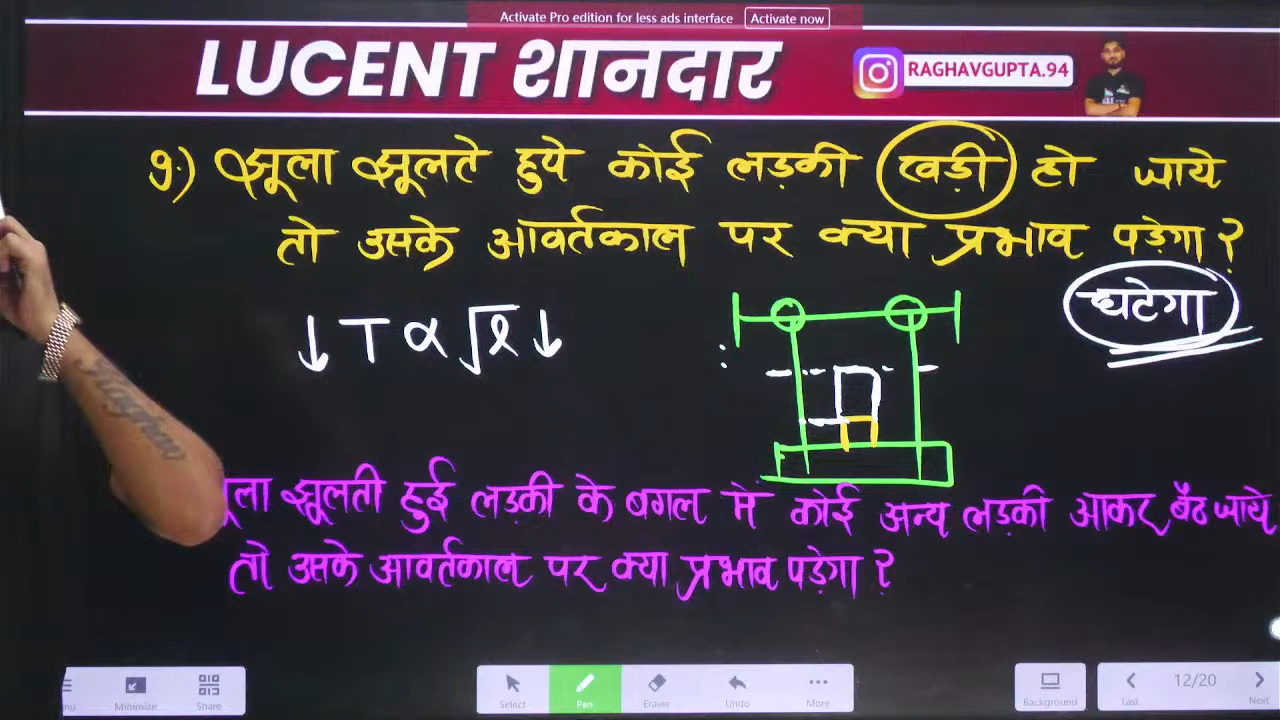 Activate Pro edition for less ads interface Activate now
LUCENT शानदार
RAGHAVGUPTA.94
9.) झूला झूलते हुये कोई लड़की खड़ी हो जाये
तो उसके आवर्तकाल पर क्या प्रभाव पड़ेगा ?
घटेगा
↓ T α √l ↓
झूलती हुई लड़की के बगल में कोई अन्य लड़की आकर बैठ जाये
तो उसके आवर्तकाल पर क्या प्रभाव पड़ेगा ?
Minimize Share Select Pen Eraser Undo More Background Last 12/20 Next